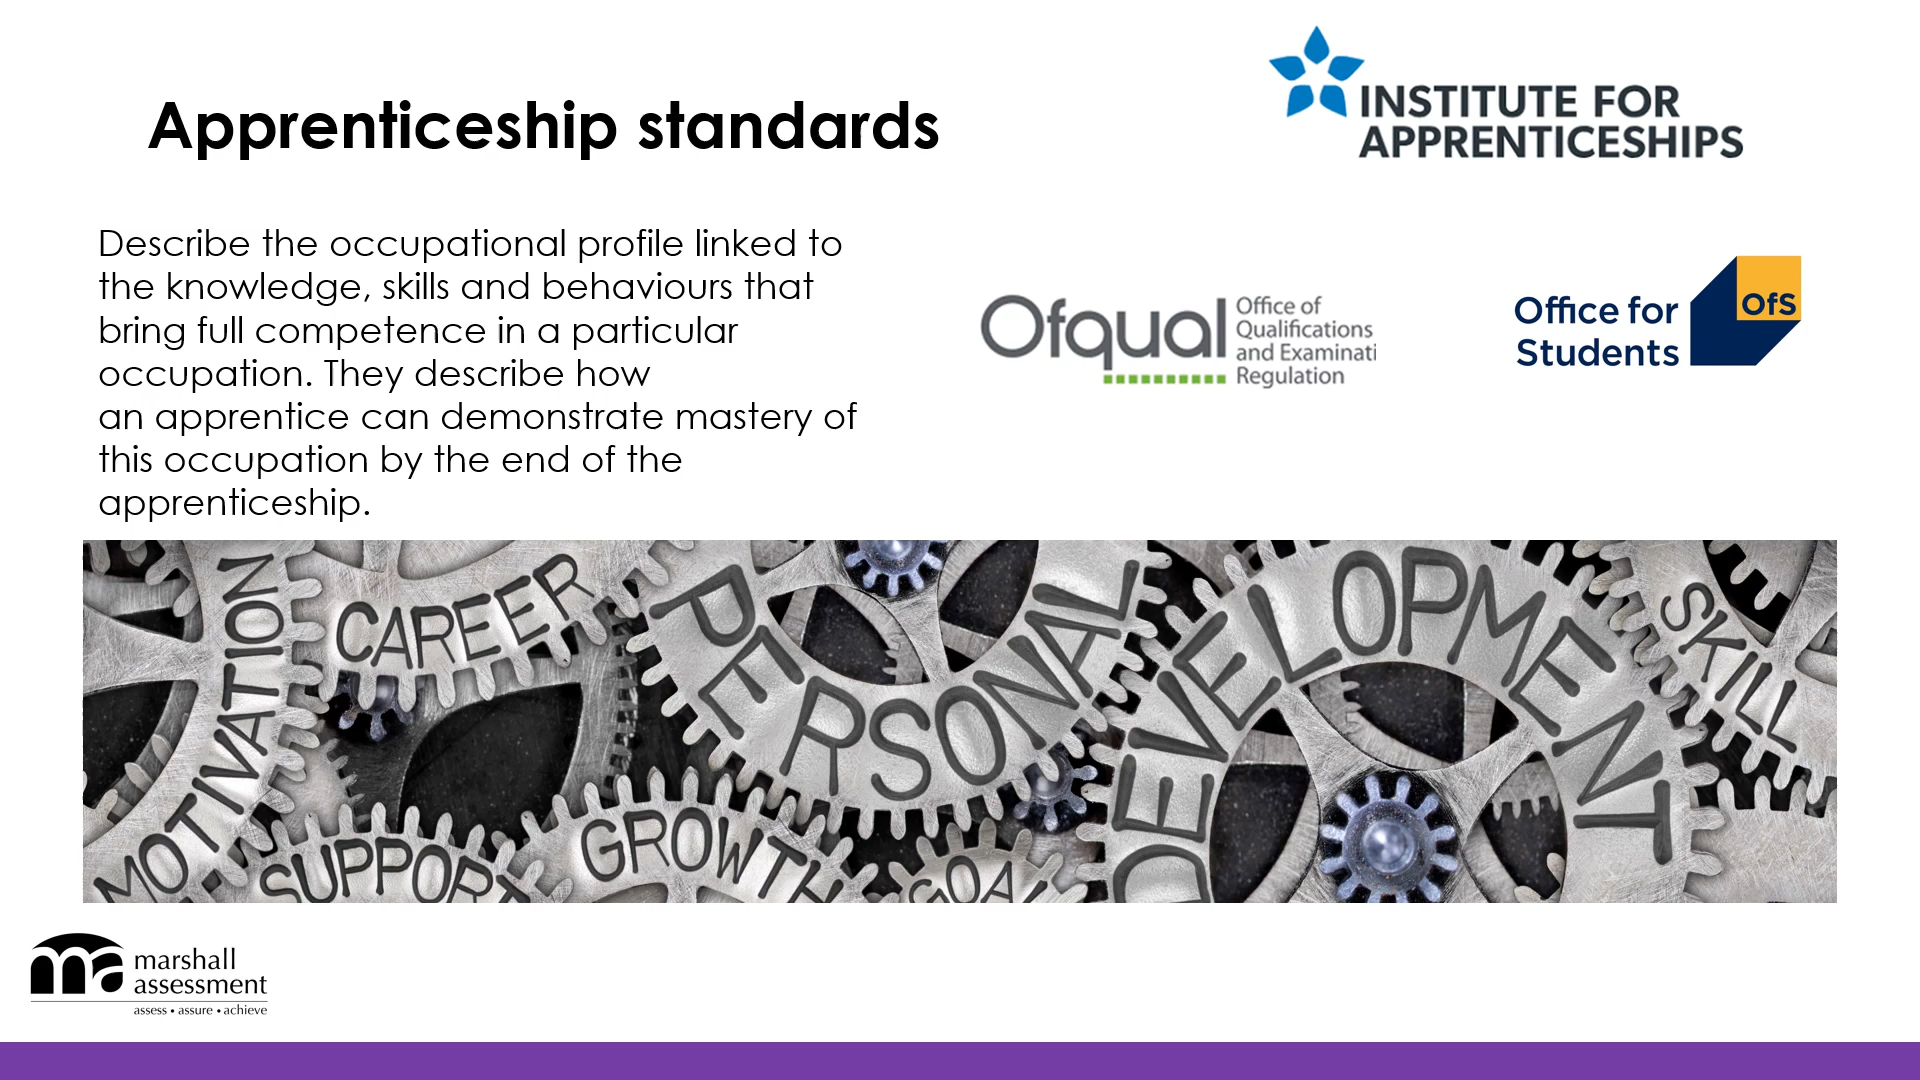 Apprenticeship standards
INSTITUTE FOR
APPRENTICESHIPS
Describe the occupational profile linked to
the knowledge, skills and behaviours that
bring full competence in a particular
occupation. They describe how
an apprentice can demonstrate mastery of
this occupation by the end of the
apprenticeship.
Ofqual
Office of
Qualifications
and Examinati
Regulation
Office for
Students
OfS
MOTIVATION
CAREER
PERSONAL
DEVELOPMENT
SKILL
SUPPORT
GROWTH
GOAL
ma
marshall
assessment
assess • assure • achieve